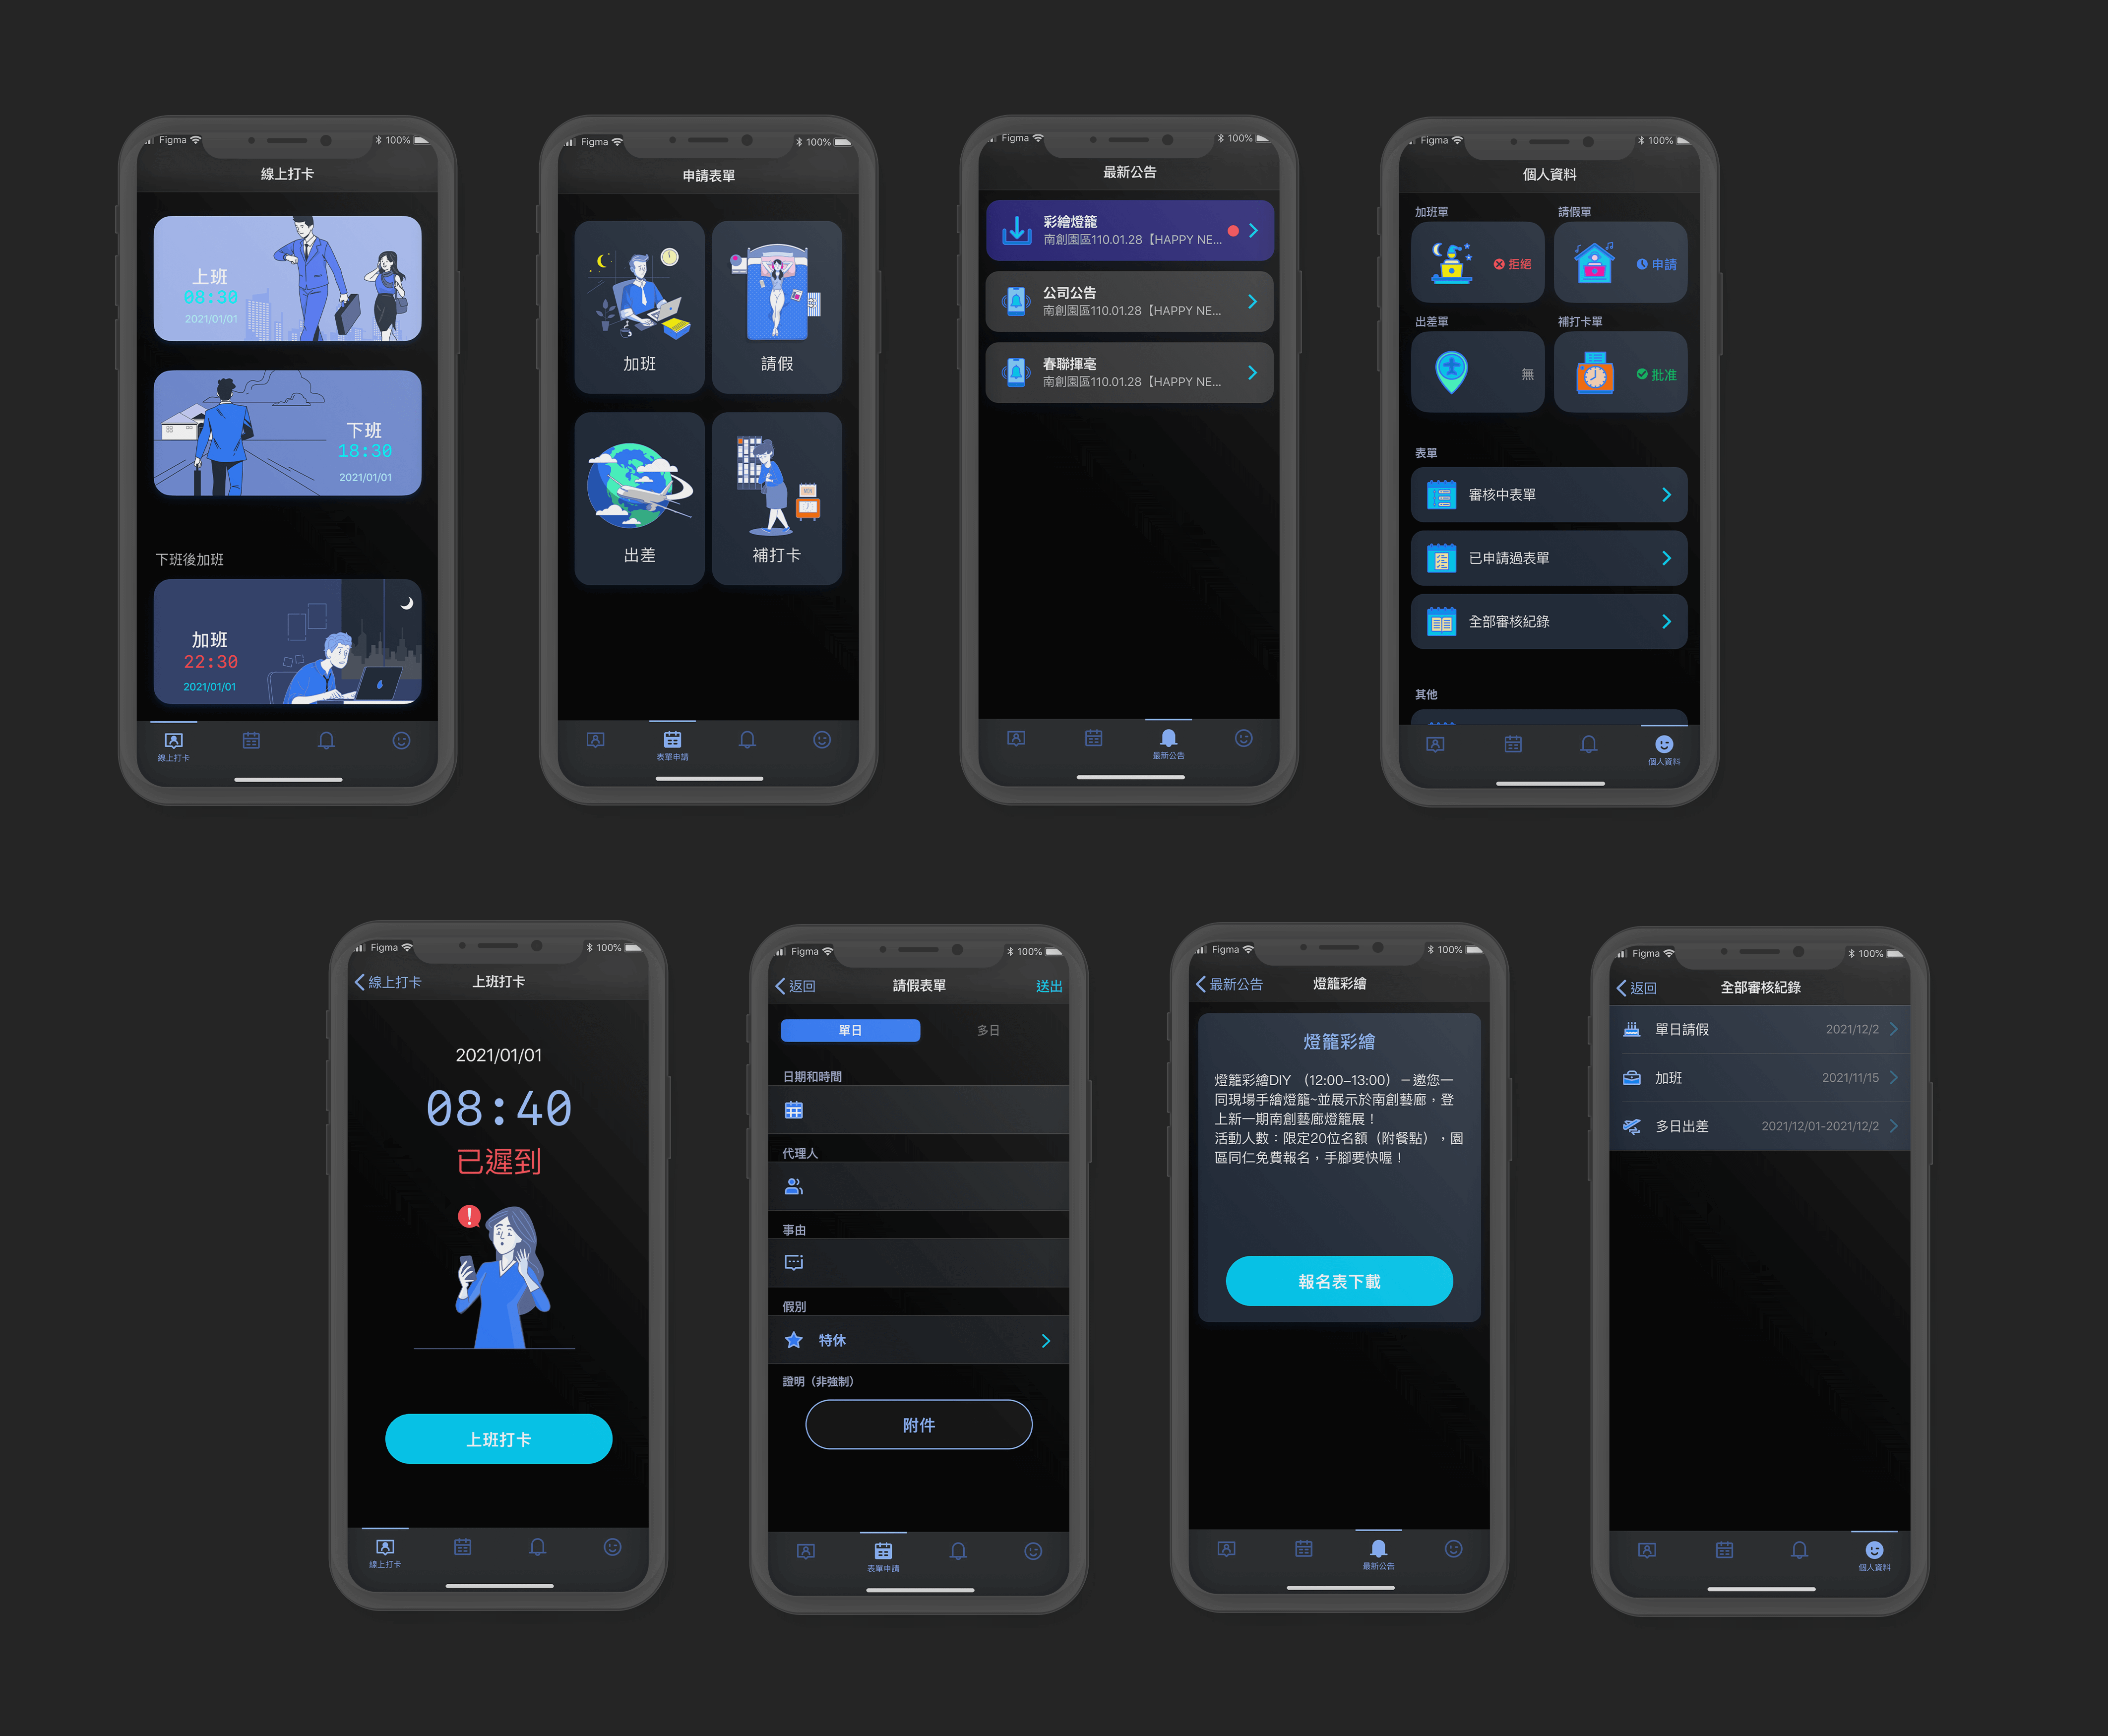 Figma
100%
線上打卡
上班
08:30
2021/01/01
下班
18:30
2021/01/01
下班後加班
加班
22:30
2021/01/01
線上打卡
Figma
100%
申請表單
加班
請假
出差
補打卡
表單申請
Figma
100%
最新公告
彩繪燈籠
南創園區110.01.28【HAPPY NE...
公司公告
南創園區110.01.28【HAPPY NE...
春聯揮毫
南創園區110.01.28【HAPPY NE...
最新公告
Figma
100%
個人資料
加班單
請假單
拒絕
申請
出差單
補打卡單
無
批准
表單
審核中表單
已申請過表單
全部審核紀錄
其他
個人資料
Figma
100%
線上打卡
上班打卡
2021/01/01
08:40
已遲到
上班打卡
線上打卡
Figma
100%
返回
請假表單
送出
單日
多日
日期和時間
代理人
事由
假別
特休
證明（非強制）
附件
表單申請
Figma
100%
最新公告
燈籠彩繪
燈籠彩繪
燈籠彩繪DIY （12:00–13:00）－邀您一
同現場手繪燈籠~並展示於南創藝廊，登
上新一期南創藝廊燈籠展！
活動人數：限定20位名額（附餐點），園
區同仁免費報名，手腳要快喔！
報名表下載
最新公告
Figma
100%
返回
全部審核紀錄
單日請假
2021/12/2
加班
2021/11/15
多日出差
2021/12/01-2021/12/2
個人資料